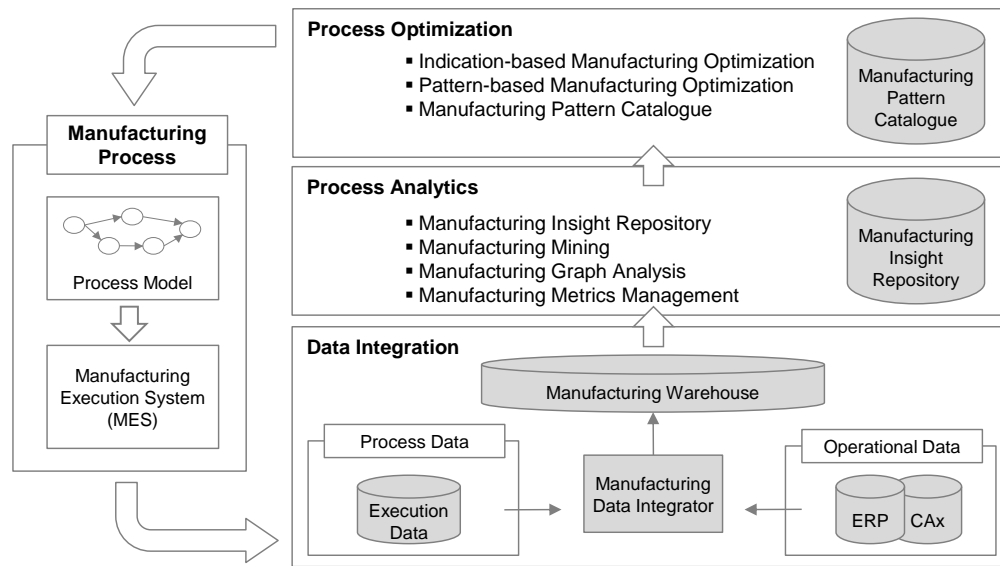 Process Optimization
▪ Indication-based Manufacturing Optimization
▪ Pattern-based Manufacturing Optimization
▪ Manufacturing Pattern Catalogue
Manufacturing
Pattern
Catalogue
Manufacturing
Process
Process Model
Manufacturing
Execution System
(MES)
Process Analytics
▪ Manufacturing Insight Repository
▪ Manufacturing Mining
▪ Manufacturing Graph Analysis
▪ Manufacturing Metrics Management
Manufacturing
Insight
Repository
Data Integration
Manufacturing Warehouse
Process Data
Execution
Data
Manufacturing
Data Integrator
Operational Data
ERP
CAx